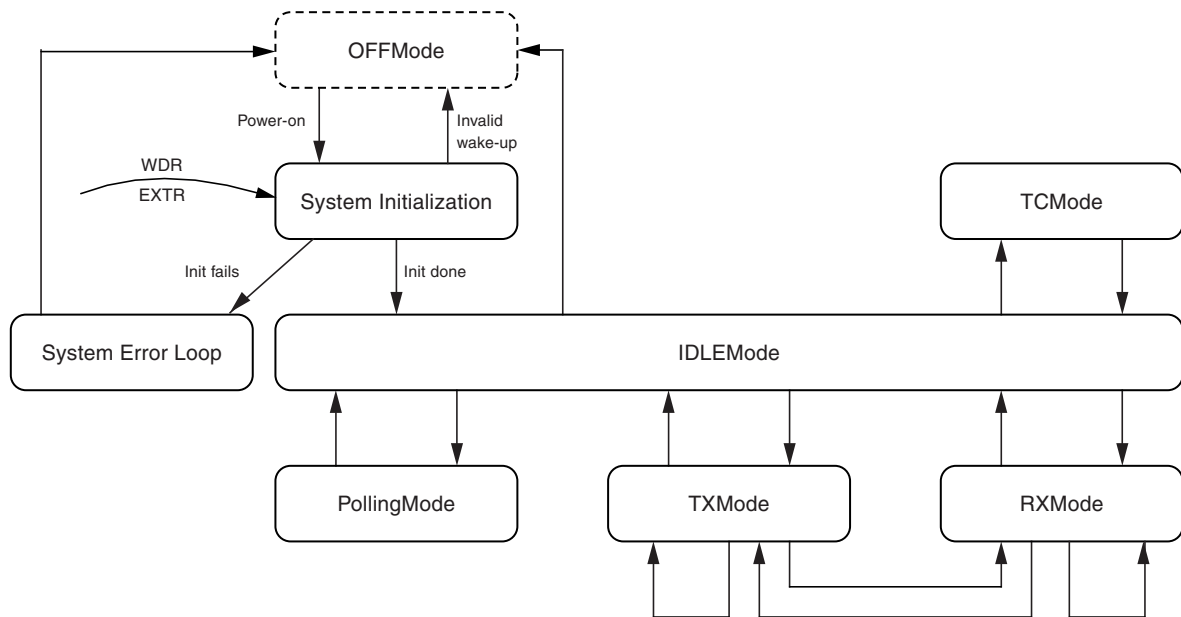 OFFMode
Power-on
Invalid
wake-up
WDR
EXTR
System Initialization
TCMode
Init fails
Init done
System Error Loop
IDLEMode
PollingMode
TXMode
RXMode